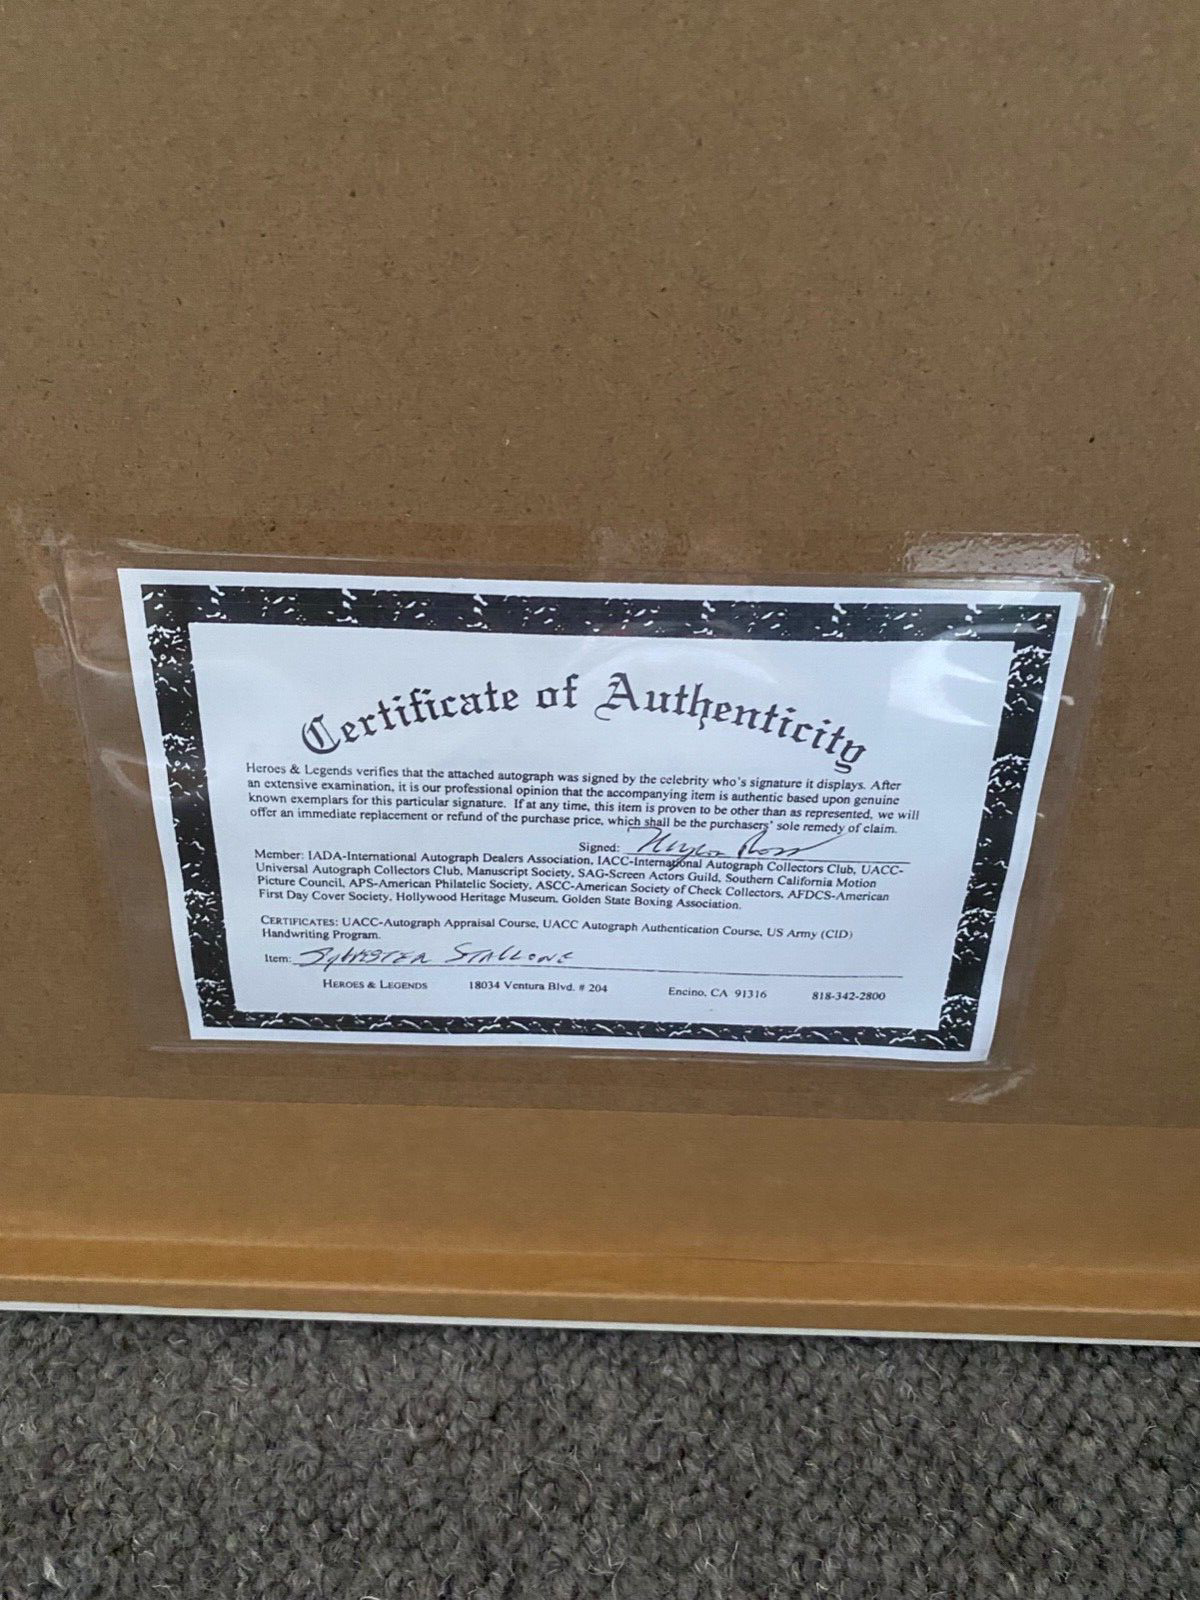 Certificate of Authenticity
Heroes & Legends verifies that the attached autograph was signed by the celebrity who's signature it displays. After
an extensive examination, it is our professional opinion that the accompanying item is authentic based upon genuine
known exemplars for this particular signature. If at any time, this item is proven to be other than as represented, we will
offer an immediate replacement or refund of the purchase price, which shall be the purchasers' sole remedy of claim.
Signed: Myron Ross
Member: IADA-International Autograph Dealers Association, IACC-International Autograph Collectors Club, UACC-
Universal Autograph Collectors Club, Manuscript Society, SAG-Screen Actors Guild, Southern California Motion
Picture Council, APS-American Philatelic Society, ASCC-American Society of Check Collectors, AFDCS-American
First Day Cover Society, Hollywood Heritage Museum, Golden State Boxing Association.
CERTIFICATES: UACC-Autograph Appraisal Course, UACC Autograph Authentication Course, US Army (CID)
Handwriting Program.
Item: Sylvester Stallone
HEROES & LEGENDS 18034 Ventura Blvd. # 204 Encino, CA 91316 818-342-2800